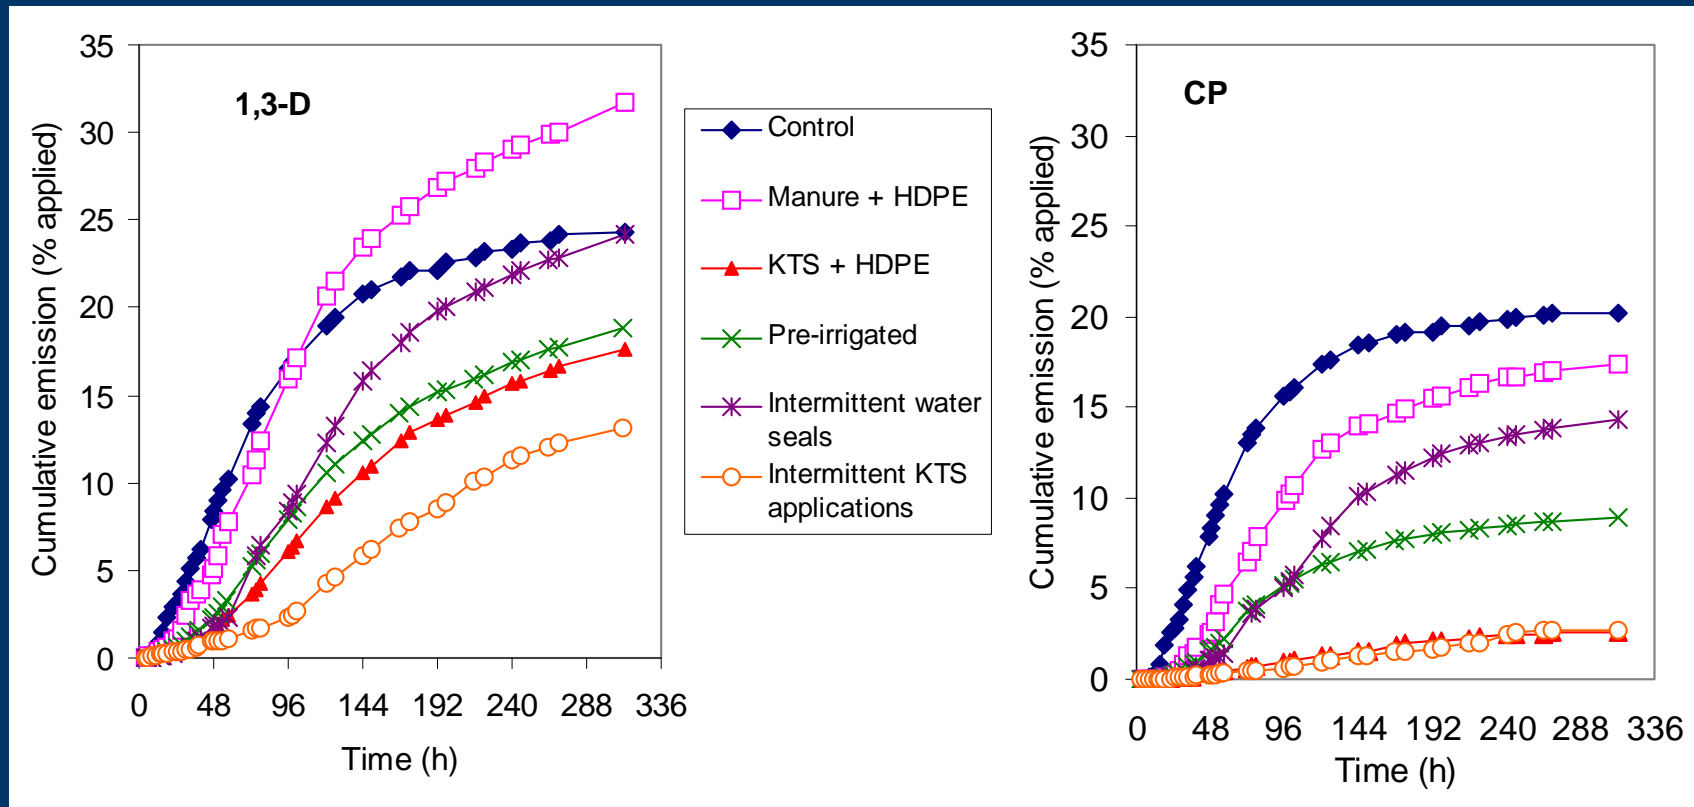 1,3-D
Cumulative emission (% applied)
35
30
25
20
15
10
5
0
0 48 96 144 192 240 288 336
Time (h)
Control
Manure + HDPE
KTS + HDPE
Pre-irrigated
Intermittent water
seals
Intermittent KTS
applications
CP
Cumulative emission (% applied)
35
30
25
20
15
10
5
0
0 48 96 144 192 240 288 336
Time (h)